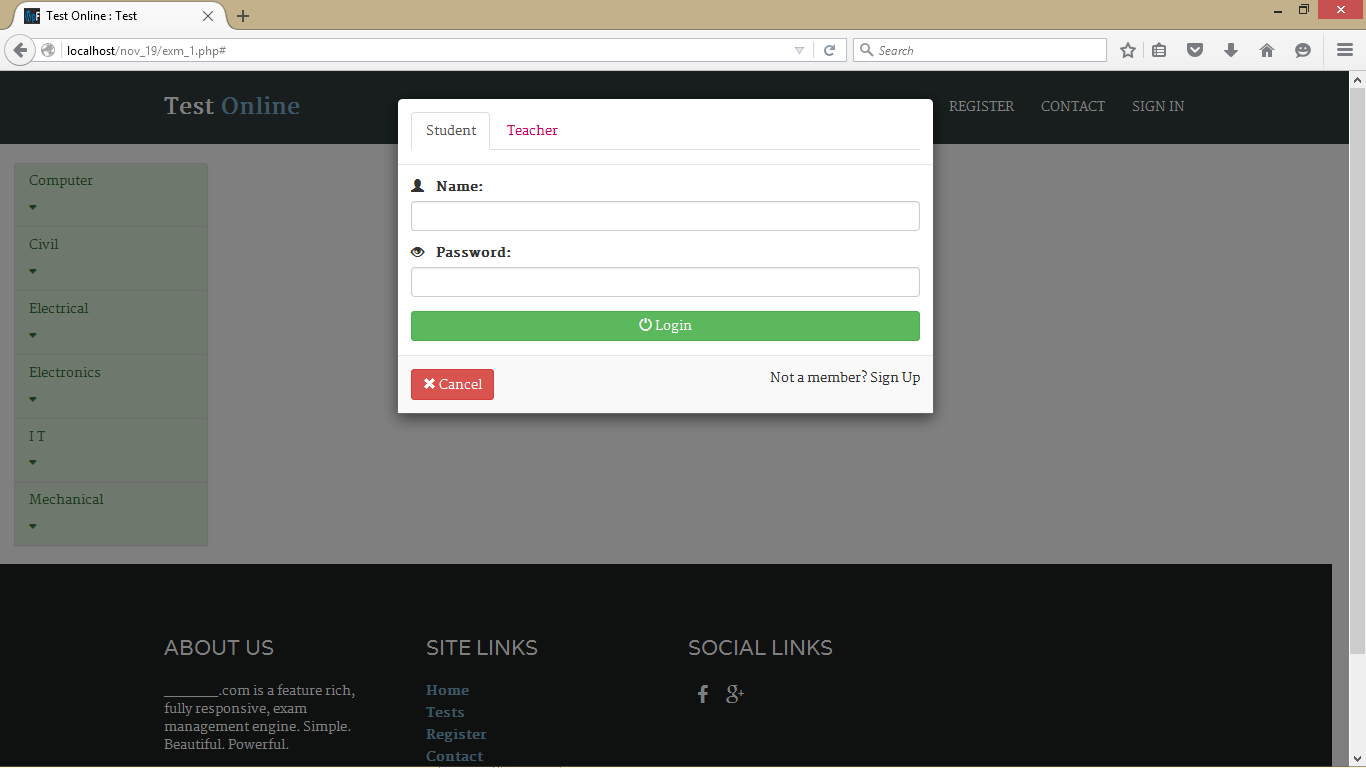 Test Online : Test
localhost/nov_19/exm_1.php#
Search
Test Online
REGISTER CONTACT SIGN IN
Student Teacher
Name:
Password:
Login
Cancel
Not a member? Sign Up
Computer
Civil
Electrical
Electronics
I T
Mechanical
ABOUT US
_______.com is a feature rich,
fully responsive, exam
management engine. Simple.
Beautiful. Powerful.
SITE LINKS
Home
Tests
Register
Contact
SOCIAL LINKS